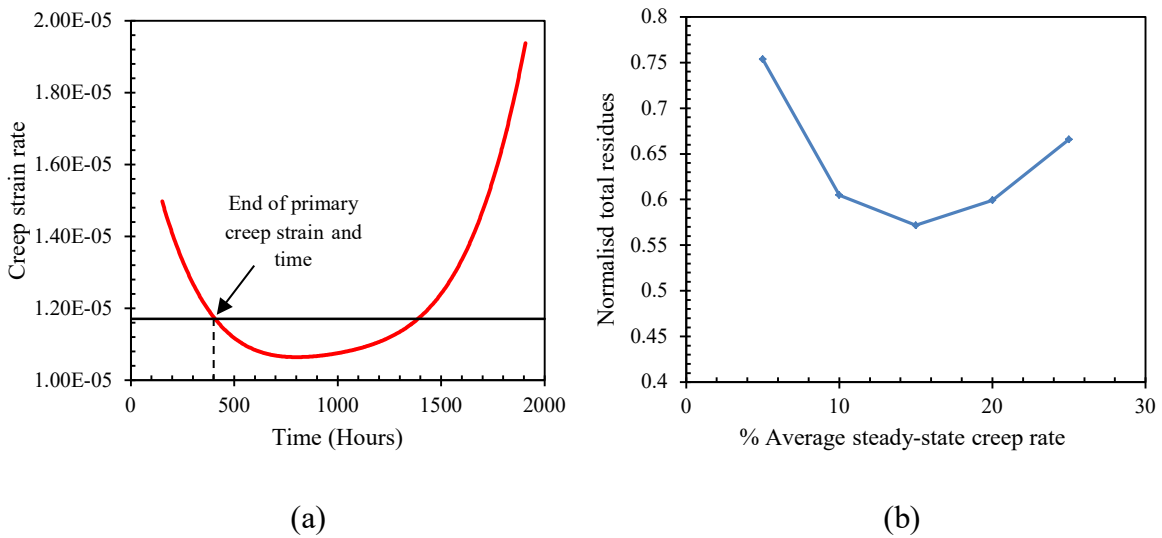 2.00E-05
1.80E-05
1.60E-05
1.40E-05
1.20E-05
1.00E-05
Creep strain rate
End of primary
creep strain and
time
0 500 1000 1500 2000
Time (Hours)
(a)
0.8
0.75
0.7
0.65
0.6
0.55
0.5
0.45
0.4
Normalisd total residues
0 10 20 30
% Average steady-state creep rate
(b)